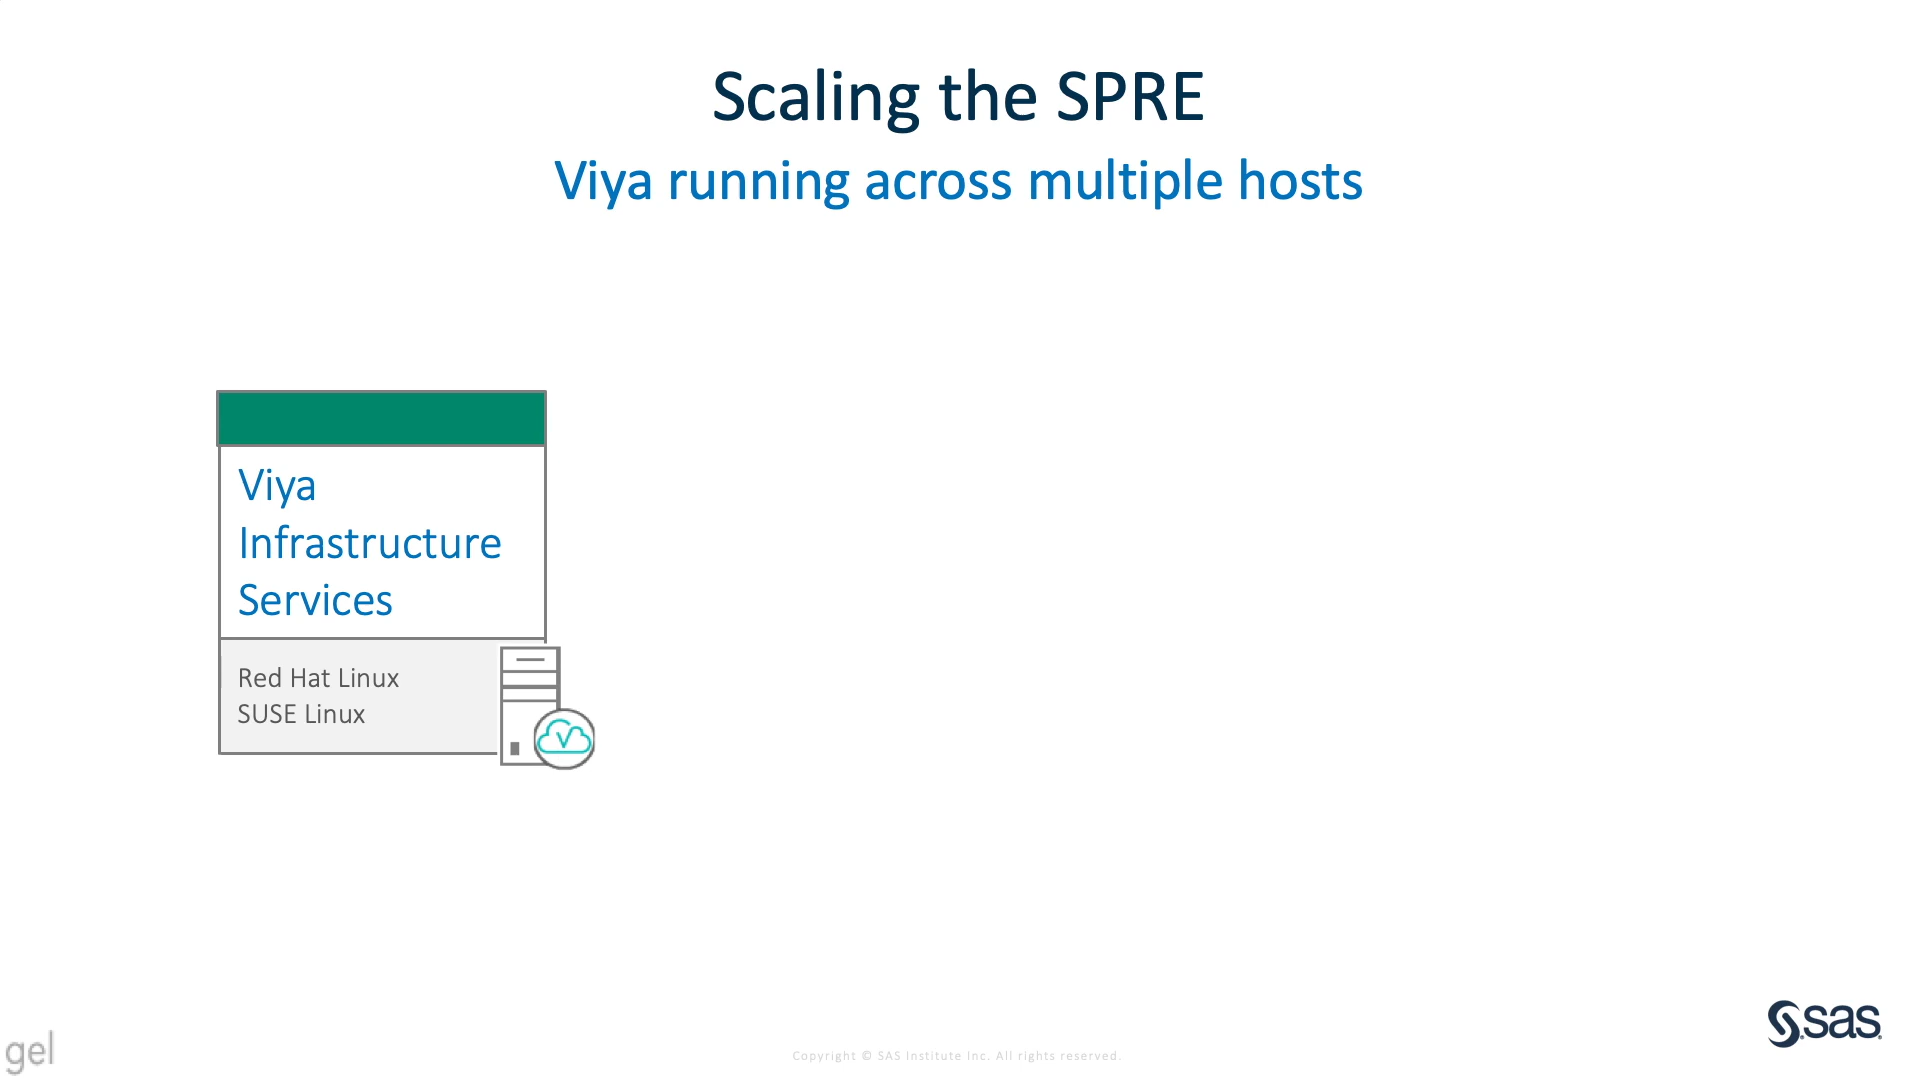 Scaling the SPRE
Viya running across multiple hosts
Viya
Infrastructure
Services
Red Hat Linux
SUSE Linux
V
sas
gel
Copyright © SAS Institute Inc. All rights reserved.